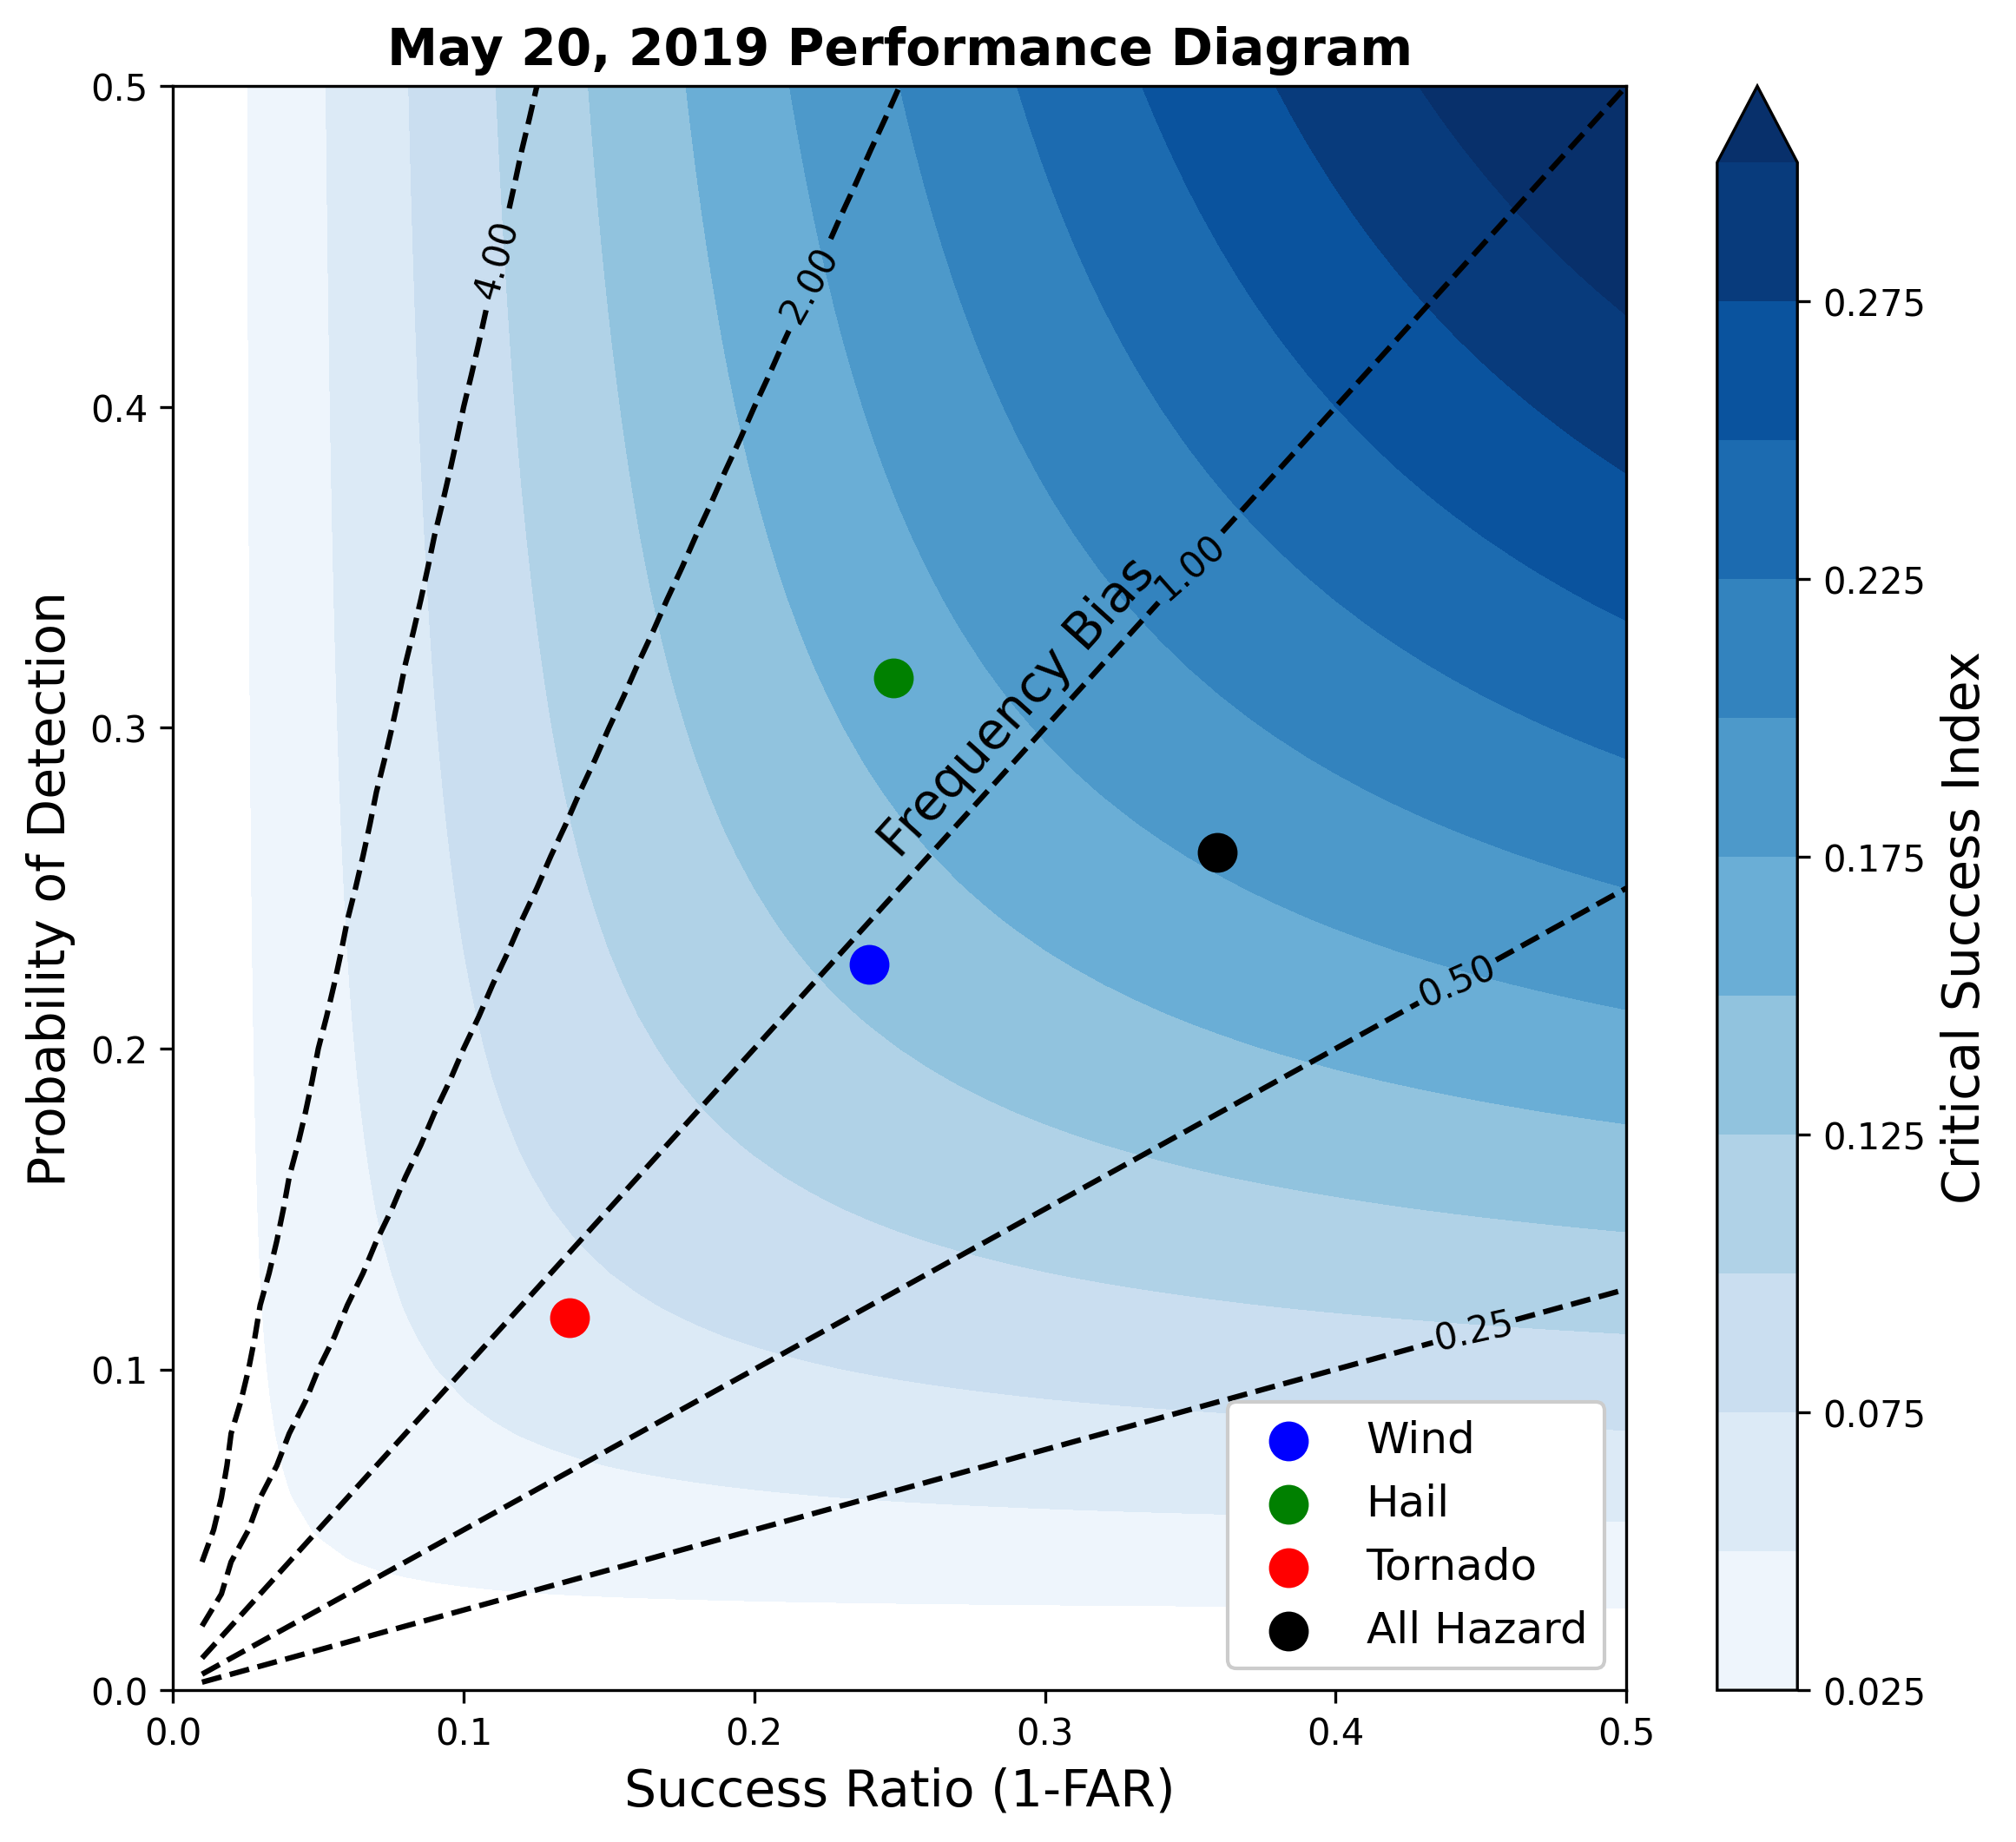 May 20, 2019 Performance Diagram
0.5
0.4
0.3
0.2
0.1
0.0
Probability of Detection
4.00
2.00
1.00
0.50
0.25
Frequency Bias
Wind
Hail
Tornado
All Hazard
0.0
0.1
0.2
0.3
0.4
0.5
Success Ratio (1-FAR)
0.275
0.225
0.175
0.125
0.075
0.025
Critical Success Index